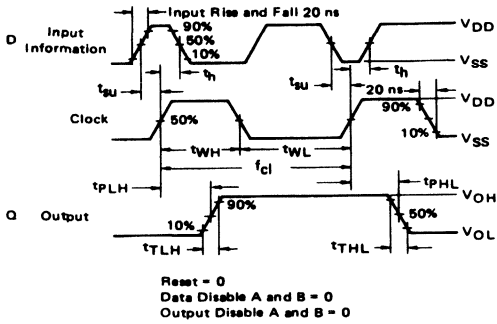 Input Rise and Fall 20 ns
D Input Information
90%
50%
10%
VDD
VSS
tsu
th
tsu
th
20 ns
Clock
50%
90%
10%
VDD
VSS
tWH
tWL
fcl
tPLH
tPHL
Q Output
90%
10%
50%
VOH
VOL
tTLH
tTHL
Reset = 0
Data Disable A and B = 0
Output Disable A and B = 0